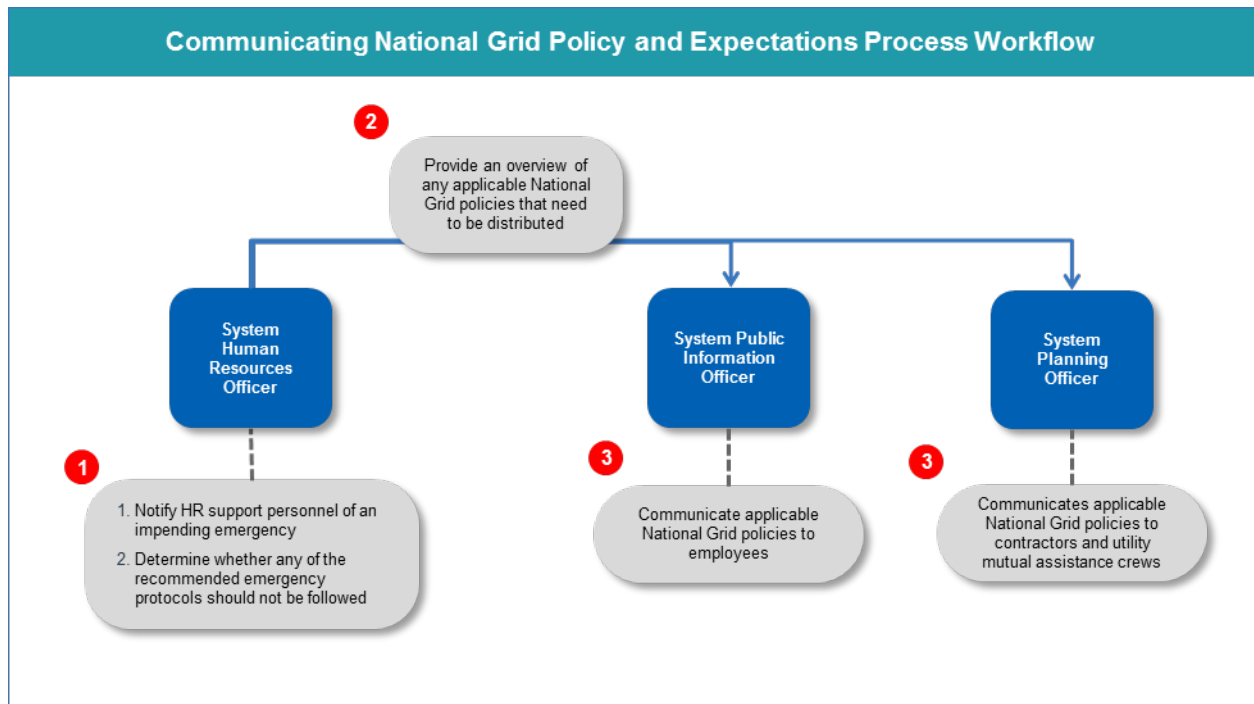 Communicating National Grid Policy and Expectations Process Workflow
2
Provide an overview of
any applicable National
Grid policies that need
to be distributed
System
Human
Resources
Officer
System Public
Information
Officer
System
Planning
Officer
1
1. Notify HR support personnel of an
impending emergency
2. Determine whether any of the
recommended emergency
protocols should not be followed
3
Communicate applicable
National Grid policies to
employees
3
Communicates applicable
National Grid policies to
contractors and utility
mutual assistance crews